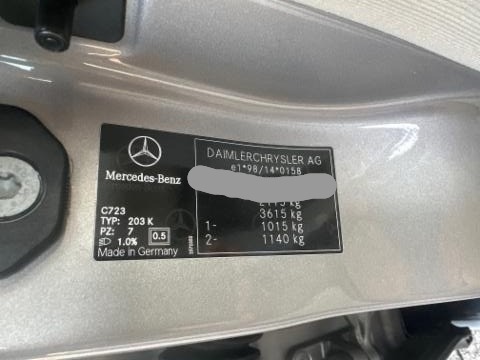 Mercedes-Benz
DAIMLERCHRYSLER AG
e1*98/14*0158
3615 kg
1- 1015 kg
2- 1140 kg
C723
TYP: 203 K
PZ: 7
1.0% 0.5
Made in Germany